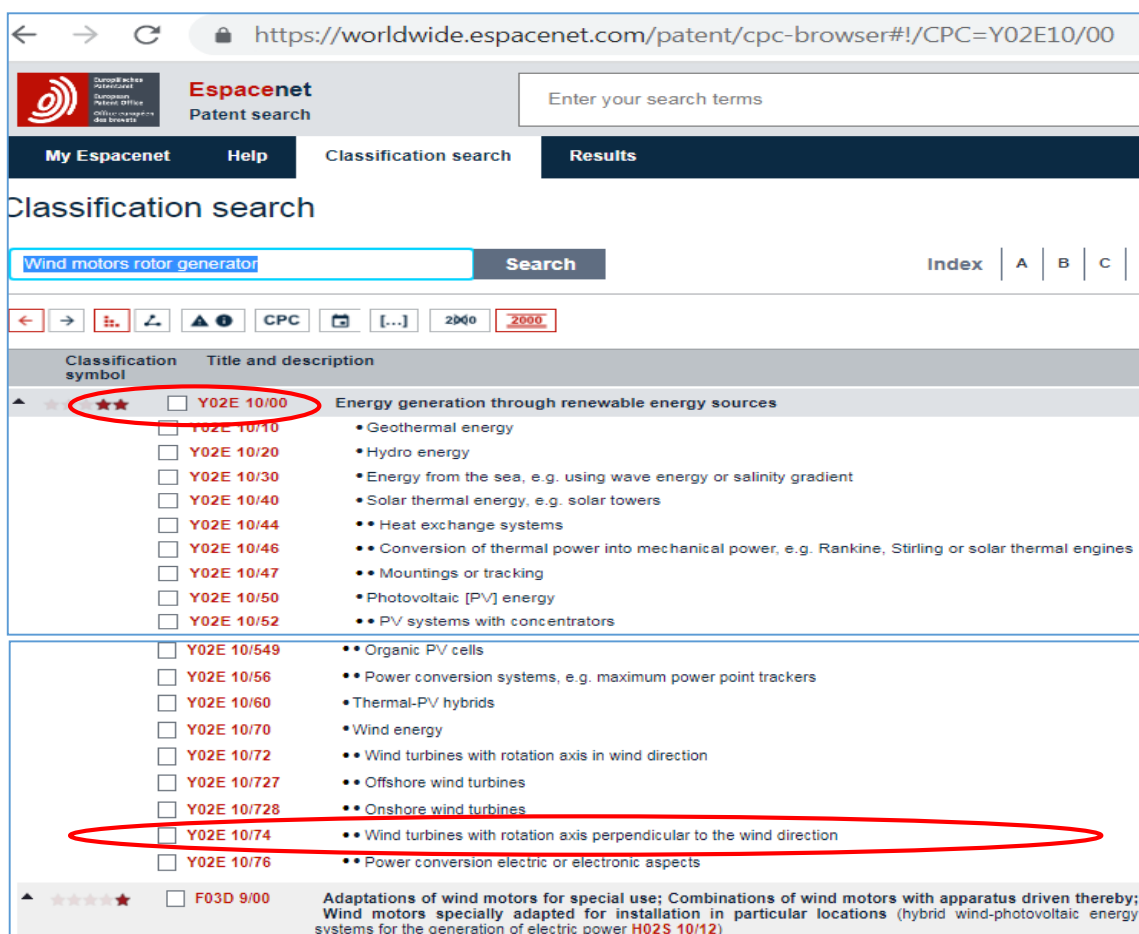 https://worldwide.espacenet.com/patent/cpc-browser#!/CPC=Y02E10/00
Europäisches
Patentamt
European
Patent Office
Office européen
des brevets
Espacenet
Patent search
Enter your search terms
My Espacenet Help Classification search Results
Classification search
Wind motors rotor generator Search Index A B C
CPC [...] 2000 2000
Classification symbol Title and description
Y02E 10/00 Energy generation through renewable energy sources
Y02E 10/10 • Geothermal energy
Y02E 10/20 • Hydro energy
Y02E 10/30 • Energy from the sea, e.g. using wave energy or salinity gradient
Y02E 10/40 • Solar thermal energy, e.g. solar towers
Y02E 10/44 •• Heat exchange systems
Y02E 10/46 •• Conversion of thermal power into mechanical power, e.g. Rankine, Stirling or solar thermal engines
Y02E 10/47 •• Mountings or tracking
Y02E 10/50 • Photovoltaic [PV] energy
Y02E 10/52 •• PV systems with concentrators
Y02E 10/549 •• Organic PV cells
Y02E 10/56 •• Power conversion systems, e.g. maximum power point trackers
Y02E 10/60 • Thermal-PV hybrids
Y02E 10/70 • Wind energy
Y02E 10/72 •• Wind turbines with rotation axis in wind direction
Y02E 10/727 •• Offshore wind turbines
Y02E 10/728 •• Onshore wind turbines
Y02E 10/74 •• Wind turbines with rotation axis perpendicular to the wind direction
Y02E 10/76 •• Power conversion electric or electronic aspects
F03D 9/00 Adaptations of wind motors for special use; Combinations of wind motors with apparatus driven thereby;
Wind motors specially adapted for installation in particular locations (hybrid wind-photovoltaic energy
systems for the generation of electric power H02S 10/12)